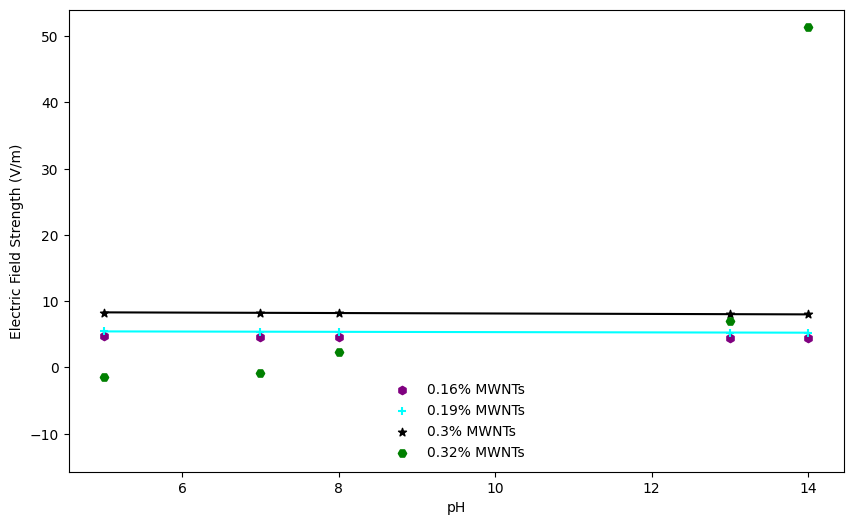 50
40
30
20
10
0
−10
Electric Field Strength (V/m)
0.16% MWNTs
0.19% MWNTs
0.3% MWNTs
0.32% MWNTs
6 8 10 12 14
pH